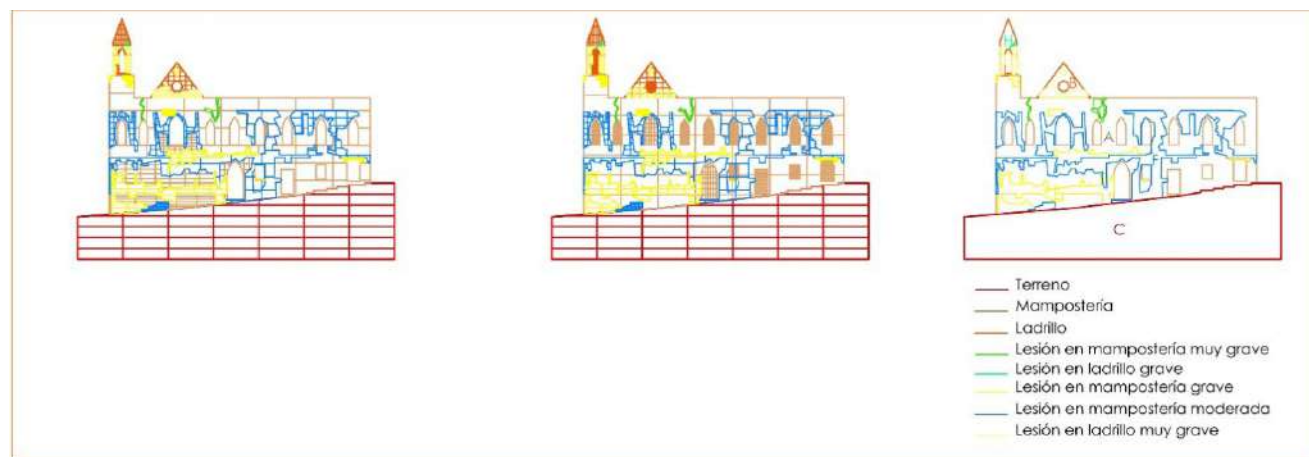 A
B
C
Terreno
Mampostería
Ladrillo
Lesión en mampostería muy grave
Lesión en ladrillo grave
Lesión en mampostería grave
Lesión en mampostería moderada
Lesión en ladrillo muy grave